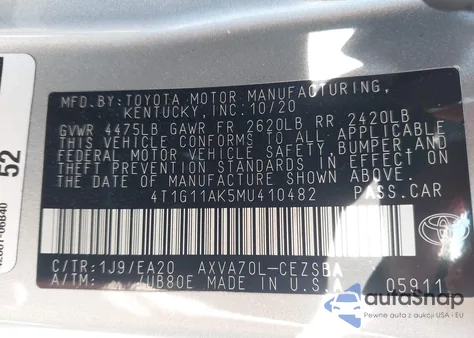 MFD.BY:TOYOTA MOTOR MANUFACTURING,
KENTUCKY, INC. 10/20
GVWR 4475LB GAWR FR 2620LB RR 2420LB
THIS VEHICLE CONFORMS TO ALL APPLICABLE
FEDERAL MOTOR VEHICLE SAFETY, BUMPER, AND
THEFT PREVENTION STANDARDS IN EFFECT ON
THE DATE OF MANUFACTURE SHOWN ABOVE.
4T1G11AK5MU410482 PASS.CAR
C/TR:1J9/EA20 AXVA70L-CEZSBA
A/TM: /UB80E MADE IN U.S.A. 05911
TOYOTA
52
autoSnap
Pewne auta z aukcji USA - EU